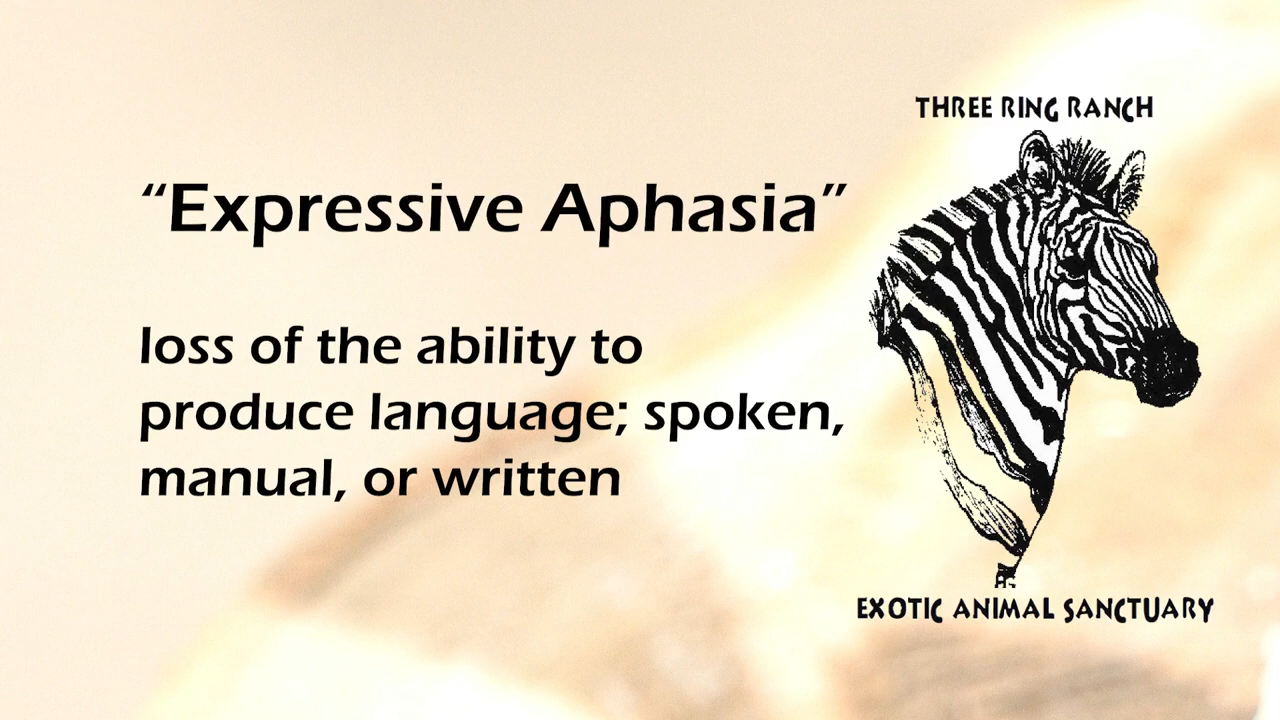 “Expressive Aphasia”
loss of the ability to
produce language; spoken,
manual, or written
THREE RING RANCH
EXOTIC ANIMAL SANCTUARY